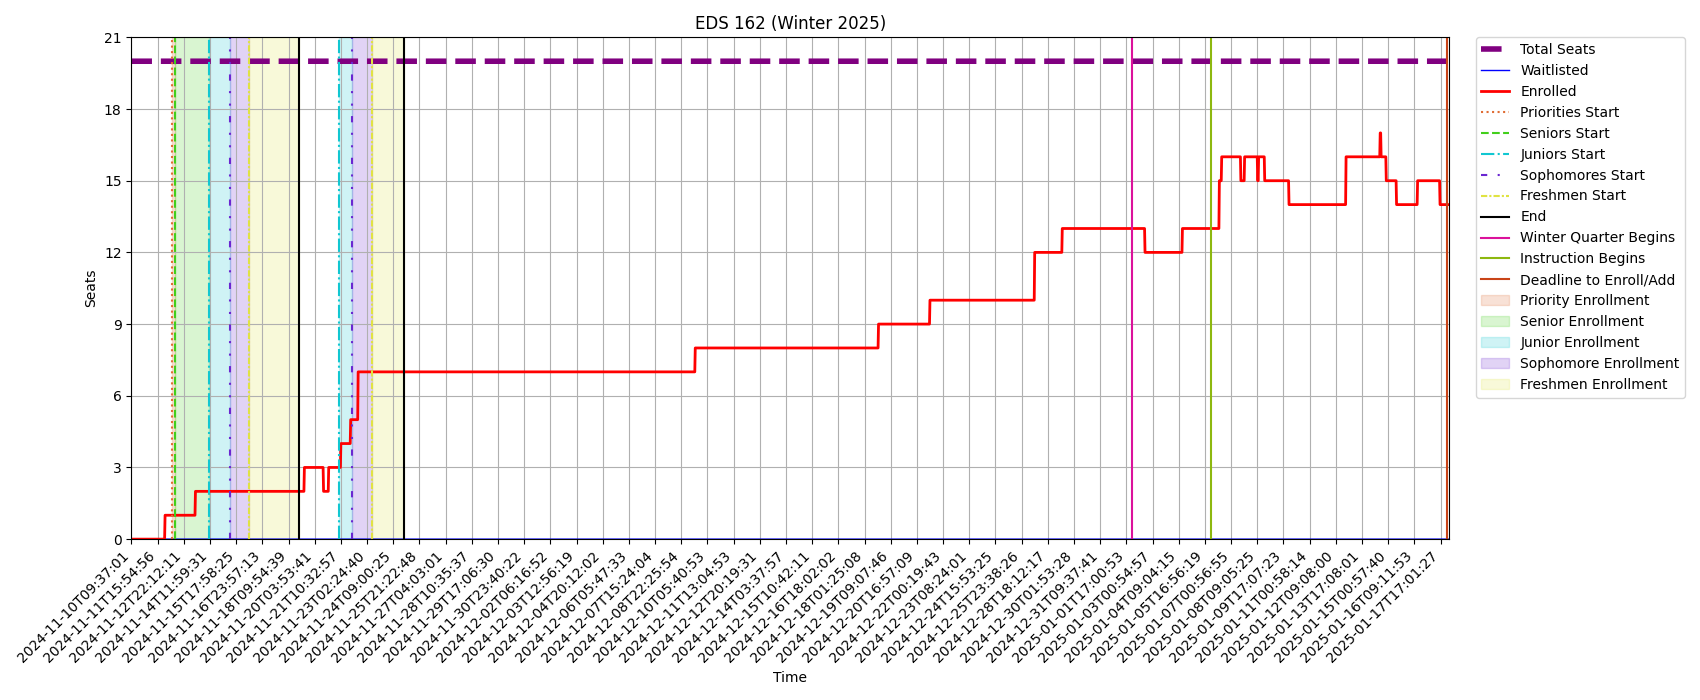 EDS 162 (Winter 2025)
21
18
15
12
9
6
3
0
Seats
2024-11-10T09:37:01
2024-11-11T15:54:56
2024-11-12T22:12:11
2024-11-14T11:59:31
2024-11-15T17:58:25
2024-11-16T23:57:13
2024-11-18T09:54:39
2024-11-20T03:53:41
2024-11-21T10:32:57
2024-11-23T02:24:40
2024-11-24T09:00:25
2024-11-25T21:22:48
2024-11-27T04:03:01
2024-11-28T10:35:37
2024-11-29T17:06:30
2024-11-30T23:40:22
2024-12-02T06:16:52
2024-12-03T12:56:19
2024-12-04T20:12:02
2024-12-06T05:47:33
2024-12-07T15:24:04
2024-12-08T22:25:54
2024-12-10T05:40:53
2024-12-11T13:04:53
2024-12-12T20:19:31
2024-12-14T03:37:57
2024-12-15T10:42:11
2024-12-16T18:02:02
2024-12-18T01:25:08
2024-12-19T09:07:46
2024-12-20T16:57:09
2024-12-22T00:19:43
2024-12-23T08:24:01
2024-12-24T15:53:25
2024-12-25T23:38:26
2024-12-28T18:12:17
2024-12-30T01:53:28
2024-12-31T09:37:41
2025-01-01T17:00:53
2025-01-03T00:54:57
2025-01-04T09:04:15
2025-01-05T16:56:19
2025-01-07T00:56:55
2025-01-08T09:05:25
2025-01-09T17:07:23
2025-01-11T00:58:14
2025-01-12T09:08:00
2025-01-13T17:08:01
2025-01-15T00:57:40
2025-01-16T09:11:53
2025-01-17T17:01:27
Time
Total Seats
Waitlisted
Enrolled
Priorities Start
Seniors Start
Juniors Start
Sophomores Start
Freshmen Start
End
Winter Quarter Begins
Instruction Begins
Deadline to Enroll/Add
Priority Enrollment
Senior Enrollment
Junior Enrollment
Sophomore Enrollment
Freshmen Enrollment